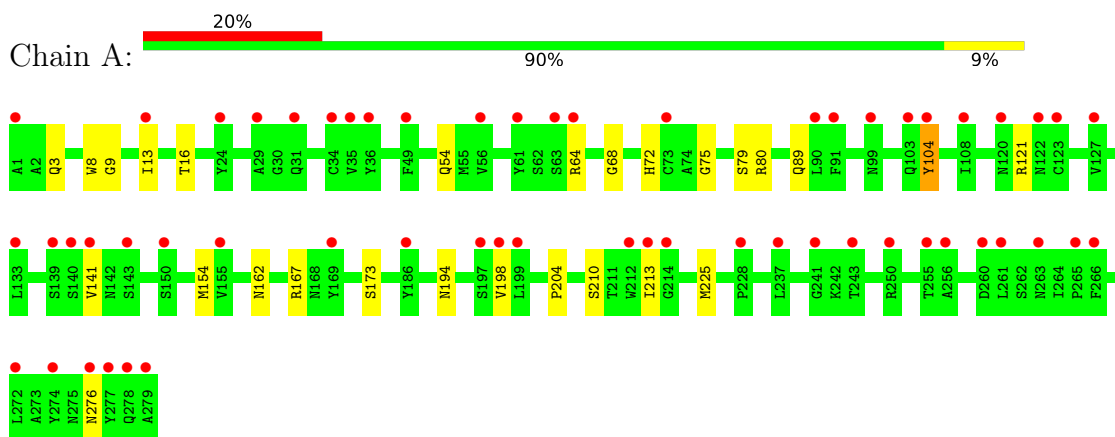 20%
Chain A:
90%
9%
A1 A2 Q3 W8 G9 I13 T16 Y24 A29 G30 Q31 C34 V35 Y36 F49 Q54 M55 V56 Y61 S62 S63 R64 G68 H72 C73 A74 G75 S79 R80 Q89 L90 F91 N99 Q103 Y104 I108 N120 R121 N122 C123 V127
L133 S139 S140 V141 N142 S143 S150 M154 V155 N162 R167 N168 Y169 S173 Y186 N194 S197 V198 L199 P204 S210 T211 W212 I213 G214 M225 P228 L237 G241 K242 T243 R250 T255 A256 D260 L261 S262 N263 I264 P265 F266
L272 A273 Y274 N275 N276 Y277 Q278 A279